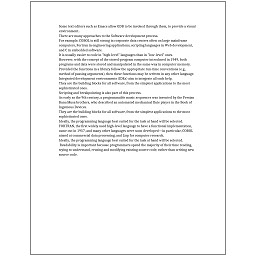 Some text editors such as Emacs allow GDB to be invoked through them, to provide a visual
environment.
There are many approaches to the Software development process.
For example, COBOL is still strong in corporate data centers often on large mainframe
computers, Fortran in engineering applications, scripting languages in Web development,
and C in embedded software.
It is usually easier to code in "high-level" languages than in "low-level" ones.
However, with the concept of the stored-program computer introduced in 1949, both
programs and data were stored and manipulated in the same way in computer memory.
Provided the functions in a library follow the appropriate run-time conventions (e.g.,
method of passing arguments), then these functions may be written in any other language.
Integrated development environments (IDEs) aim to integrate all such help.
They are the building blocks for all software, from the simplest applications to the most
sophisticated ones.
Scripting and breakpointing is also part of this process.
As early as the 9th century, a programmable music sequencer was invented by the Persian
Banu Musa brothers, who described an automated mechanical flute player in the Book of
Ingenious Devices.
They are the building blocks for all software, from the simplest applications to the most
sophisticated ones.
Ideally, the programming language best suited for the task at hand will be selected.
FORTRAN, the first widely used high-level language to have a functional implementation,
came out in 1957, and many other languages were soon developed—in particular, COBOL
aimed at commercial data processing, and Lisp for computer research.
Ideally, the programming language best suited for the task at hand will be selected.
Readability is important because programmers spend the majority of their time reading,
trying to understand, reusing and modifying existing source code, rather than writing new
source code.